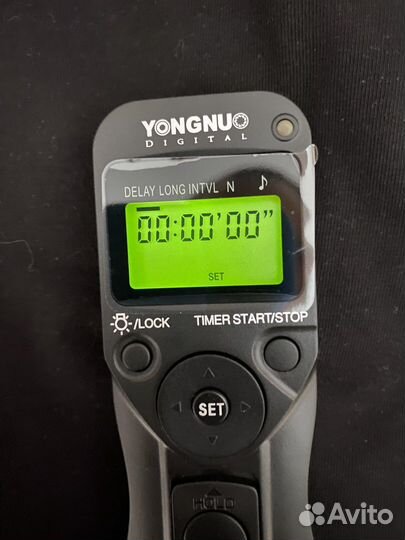 YONGNUO
DIGITAL
DELAY LONG INTVL N ♪
00:00'00"
SET
/LOCK TIMER START/STOP
SET
HOLD
Avito